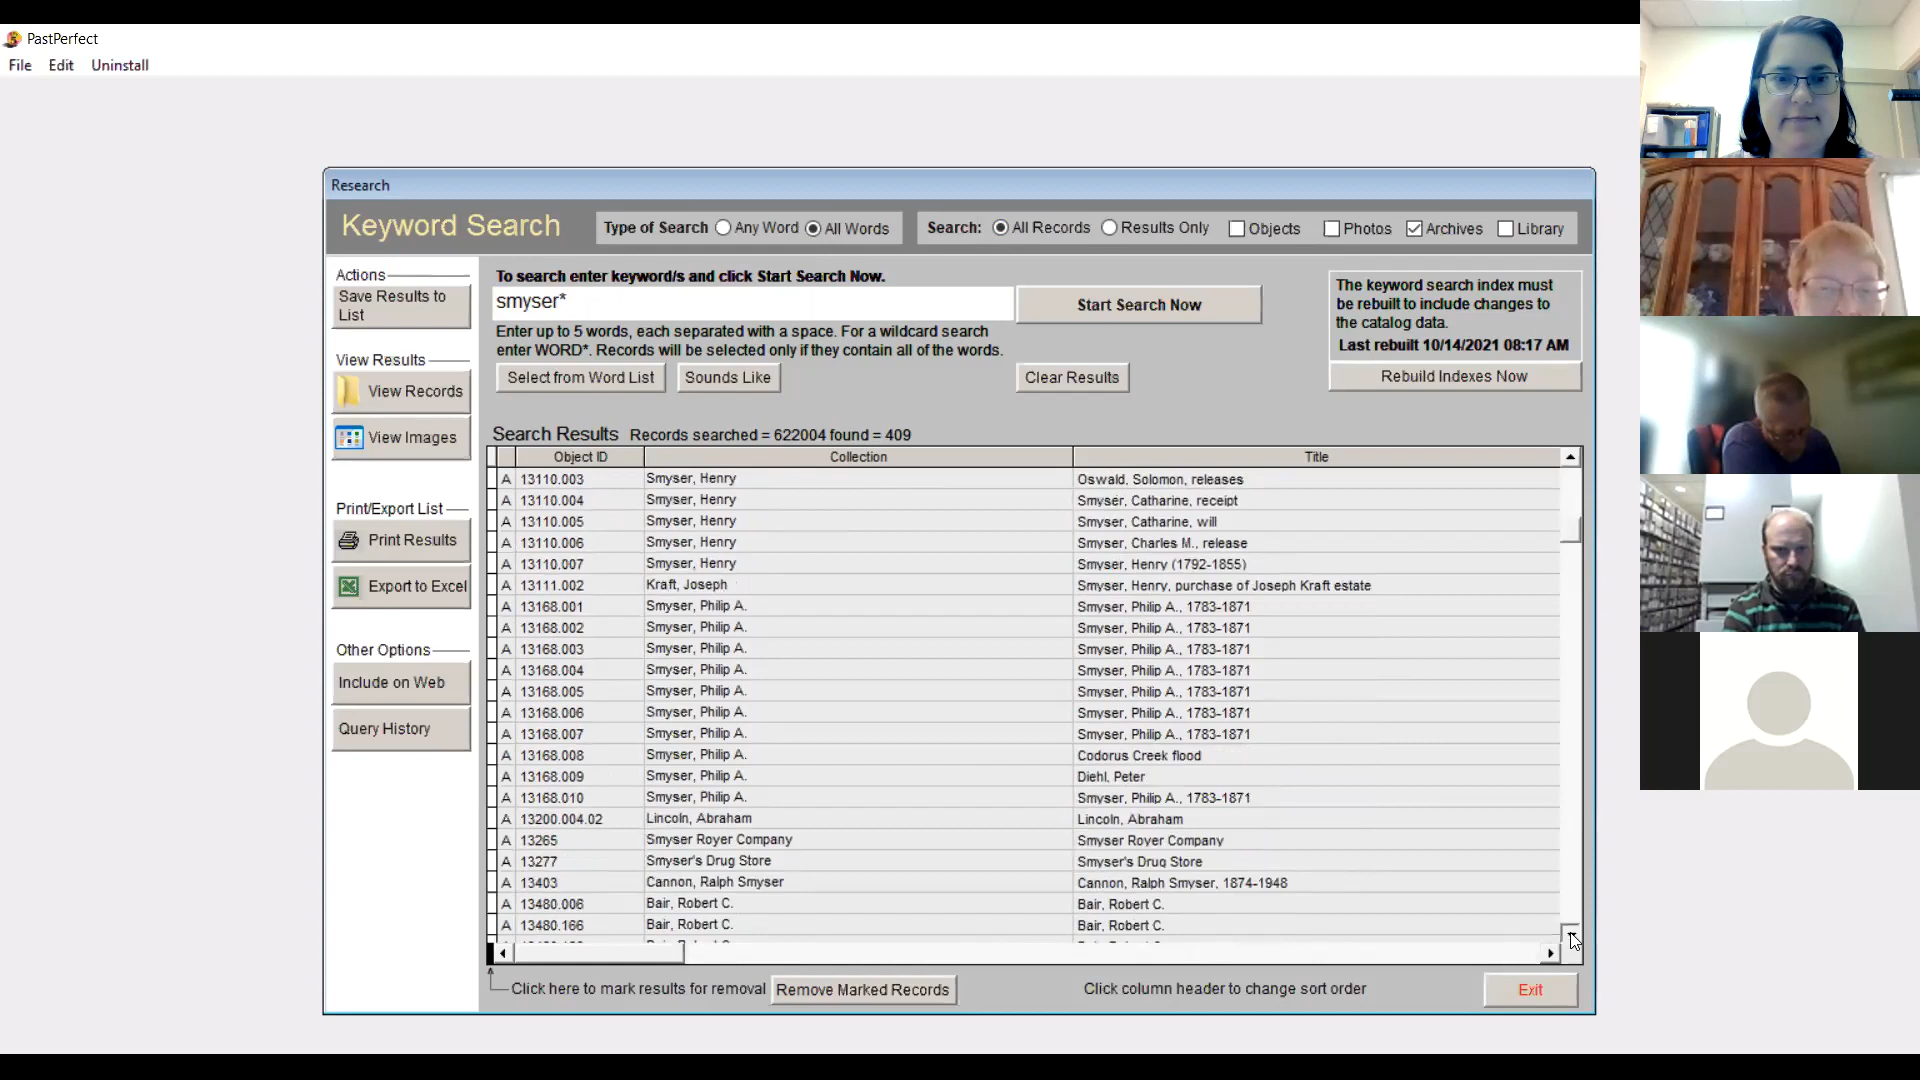 PastPerfect
File Edit Uninstall
Research
Keyword Search
Type of Search Any Word All Words
Search: All Records Results Only Objects Photos Archives Library
Actions
Save Results to
List
View Results
View Records
View Images
Print/Export List
Print Results
Export to Excel
Other Options
Include on Web
Query History
To search enter keyword/s and click Start Search Now.
smyser*
Start Search Now
Enter up to 5 words, each separated with a space. For a wildcard search
enter WORD*. Records will be selected only if they contain all of the words.
Select from Word List Sounds Like Clear Results
The keyword search index must
be rebuilt to include changes to
the catalog data.
Last rebuilt 10/14/2021 08:17 AM
Rebuild Indexes Now
Search Results Records searched = 622004 found = 409
Object ID Collection Title
A 13110.003 Smyser, Henry Oswald, Solomon, releases
A 13110.004 Smyser, Henry Smyser, Catharine, receipt
A 13110.005 Smyser, Henry Smyser, Catharine, will
A 13110.006 Smyser, Henry Smyser, Charles M., release
A 13110.007 Smyser, Henry Smyser, Henry (1792-1855)
A 13111.002 Kraft, Joseph Smyser, Henry, purchase of Joseph Kraft estate
A 13168.001 Smyser, Philip A. Smyser, Philip A., 1783-1871
A 13168.002 Smyser, Philip A. Smyser, Philip A., 1783-1871
A 13168.003 Smyser, Philip A. Smyser, Philip A., 1783-1871
A 13168.004 Smyser, Philip A. Smyser, Philip A., 1783-1871
A 13168.005 Smyser, Philip A. Smyser, Philip A., 1783-1871
A 13168.006 Smyser, Philip A. Smyser, Philip A., 1783-1871
A 13168.007 Smyser, Philip A. Smyser, Philip A., 1783-1871
A 13168.008 Smyser, Philip A. Codorus Creek flood
A 13168.009 Smyser, Philip A. Diehl, Peter
A 13168.010 Smyser, Philip A. Smyser, Philip A., 1783-1871
A 13200.004.02 Lincoln, Abraham Lincoln, Abraham
A 13265 Smyser Royer Company Smyser Royer Company
A 13277 Smyser's Drug Store Smyser's Drug Store
A 13403 Cannon, Ralph Smyser Cannon, Ralph Smyser, 1874-1948
A 13480.006 Bair, Robert C. Bair, Robert C.
A 13480.166 Bair, Robert C. Bair, Robert C.
Click here to mark results for removal Remove Marked Records Click column header to change sort order Exit